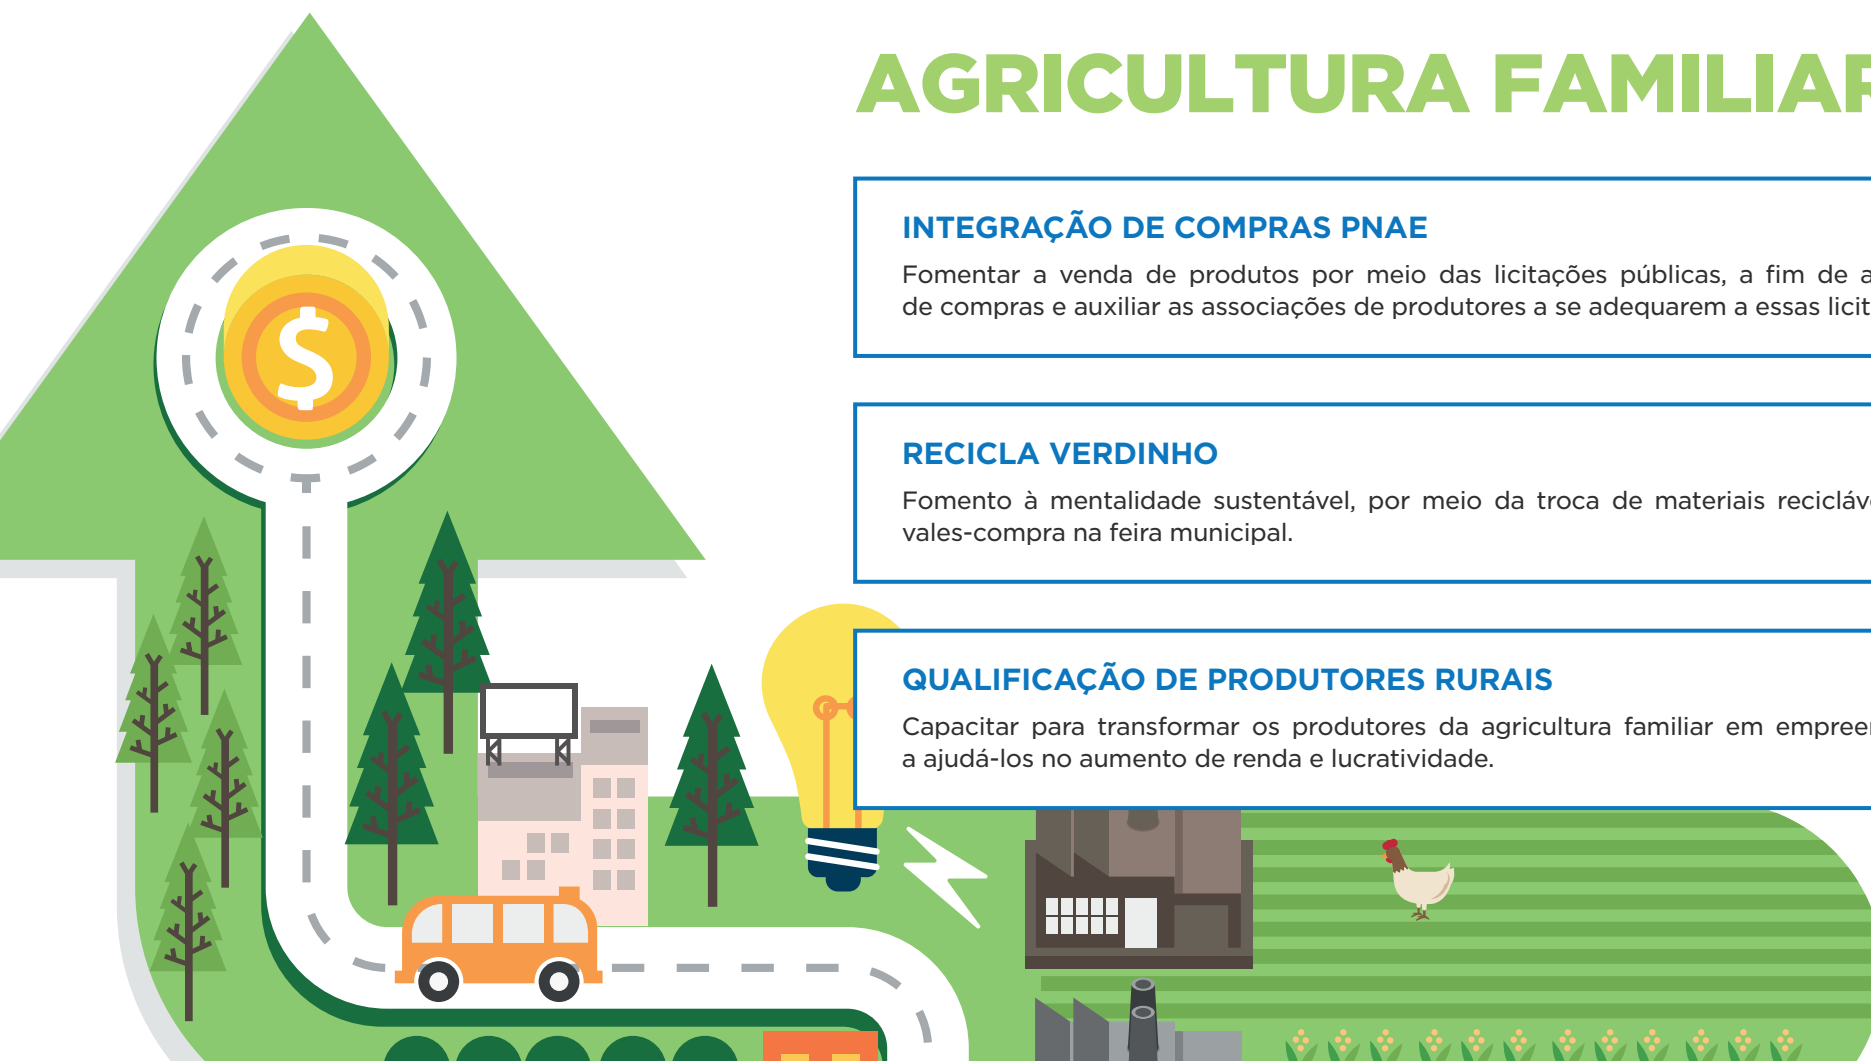 AGRICULTURA FAMILIAR
INTEGRAÇÃO DE COMPRAS PNAE
Fomentar a venda de produtos por meio das licitações públicas, a fim de
de compras e auxiliar as associações de produtores a se adequarem a essas
RECICLA VERDINHO
Fomento à mentalidade sustentável, por meio da troca de materiais
vales-compra na feira municipal.
QUALIFICAÇÃO DE PRODUTORES RURAIS
Capacitar para transformar os produtores da agricultura familiar em
a ajudá-los no aumento de renda e lucratividade.
$